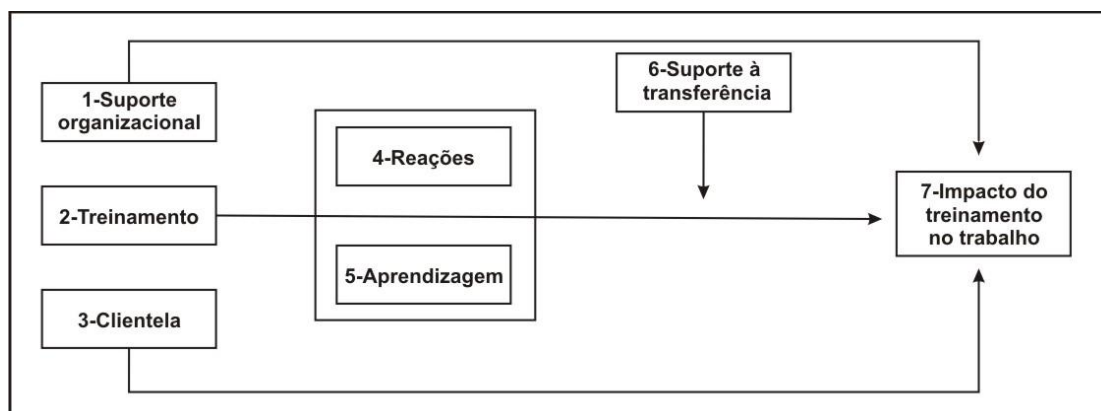 1-Suporte
organizacional
2-Treinamento
3-Clientela
4-Reações
5-Aprendizagem
6-Suporte à
transferência
7-Impacto do
treinamento
no trabalho